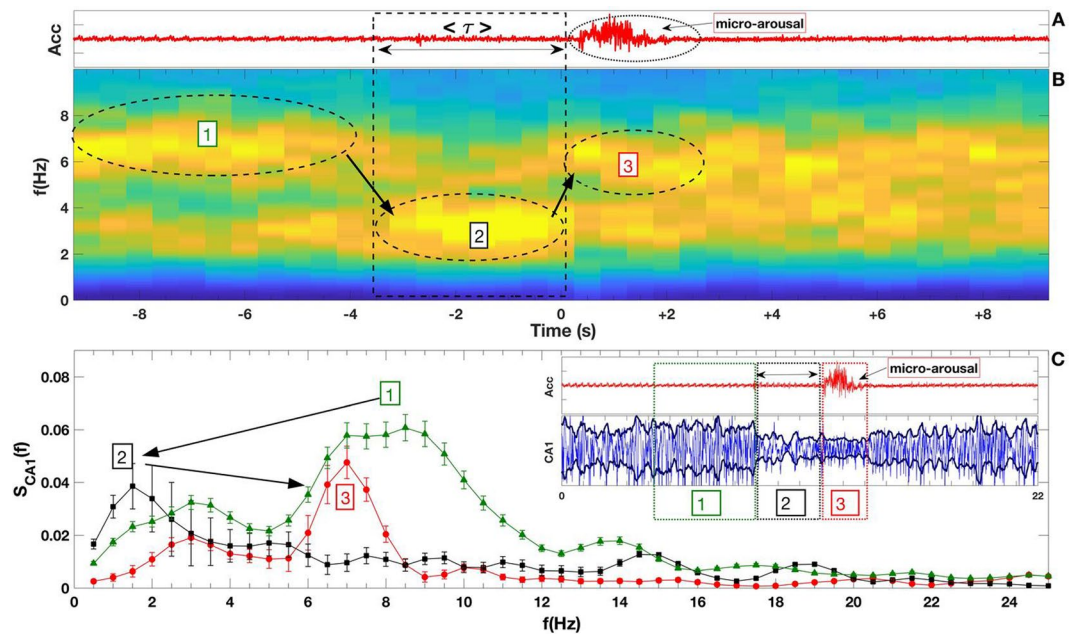 A
Acc
< τ >
micro-arousal
B
f(Hz)
8
6
4
2
0
1
2
3
-8 -6 -4 -2 0 +2 +4 +6 +8
Time (s)
C
S_CA1(f)
0.08
0.06
0.04
0.02
0
1
2
3
0 2 4 6 8 10 12 14 16 18 20 22 24
f(Hz)
Acc
micro-arousal
CA1
0 22
1 2 3